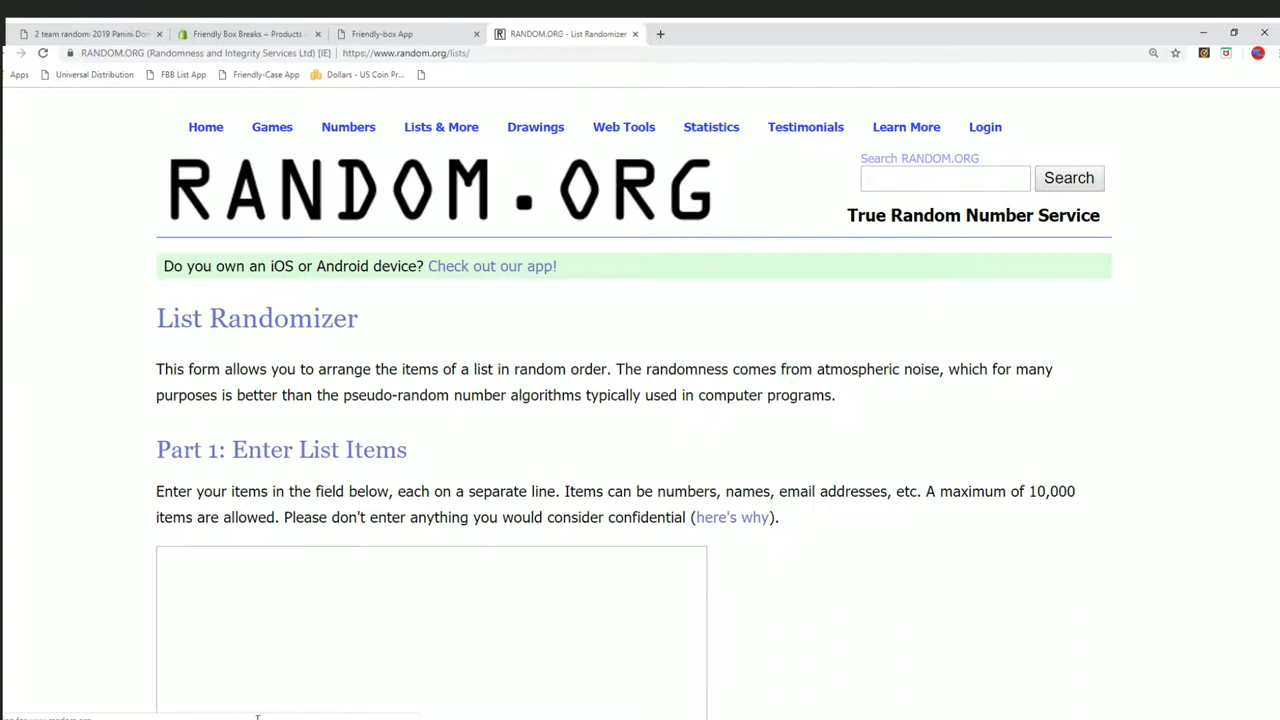 2 team random: 2019 Panini Don
Friendly Box Breaks – Products
Friendly-box App
RANDOM.ORG - List Randomizer
RANDOM.ORG (Randomness and Integrity Services Ltd) [IE] | https://www.random.org/lists/
Apps Universal Distribution FBB List App Friendly-Case App Dollars - US Coin Pr...
Home Games Numbers Lists & More Drawings Web Tools Statistics Testimonials Learn More Login
RANDOM.ORG
Search RANDOM.ORG
Search
True Random Number Service
Do you own an iOS or Android device? Check out our app!
List Randomizer
This form allows you to arrange the items of a list in random order. The randomness comes from atmospheric noise, which for many
purposes is better than the pseudo-random number algorithms typically used in computer programs.
Part 1: Enter List Items
Enter your items in the field below, each on a separate line. Items can be numbers, names, email addresses, etc. A maximum of 10,000
items are allowed. Please don't enter anything you would consider confidential (here's why).